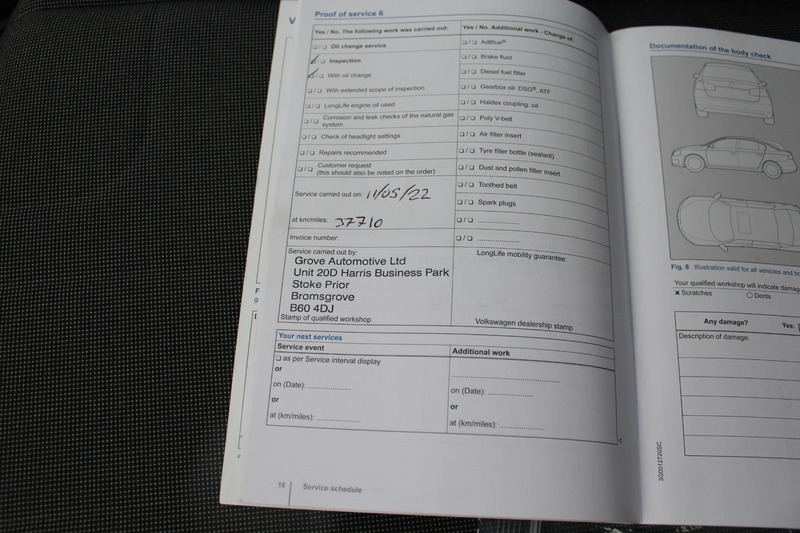 V
Proof of service 6
Yes / No. The following work was carried out:
❏ / ❏ Oil change service
❏ / ❏ Inspection
❏ / ❏ With oil change
❏ / ❏ With extended scope of inspection
❏ / ❏ LongLife engine oil used
❏ / ❏ Corrosion and leak checks of the natural gas
system
❏ / ❏ Check of headlight settings
❏ / ❏ Repairs recommended
❏ / ❏ Customer request
(this should also be noted on the order)
Service carried out on: 11/05/22
at km/miles: 37710
Invoice number:
Service carried out by:
Grove Automotive Ltd
Unit 20D Harris Business Park
Stoke Prior
Bromsgrove
B60 4DJ
Stamp of qualified workshop
Yes / No. Additional work - Change of:
❏ / ❏ AdBlue®
❏ / ❏ Brake fluid
❏ / ❏ Diesel fuel filter
❏ / ❏ Gearbox oil: DSG®, ATF
❏ / ❏ Haldex coupling: oil
❏ / ❏ Poly V-belt
❏ / ❏ Air filter insert
❏ / ❏ Tyre filter bottle (sealant)
❏ / ❏ Dust and pollen filter insert
❏ / ❏ Toothed belt
❏ / ❏ Spark plugs
❏ / ❏ ....................
❏ / ❏ ....................
LongLife mobility guarantee:
Volkswagen dealership stamp
Your next services
Service event
❏ as per Service interval display
or
on (Date): ....................
or
at (km/miles): ....................
Additional work
on (Date): ....................
or
at (km/miles): ....................
16 Service schedule
Documentation of the body check
Fig. 8 Illustration valid for all vehicles and
Your qualified workshop will indicate
✖ Scratches
○ Dents
Any damage? Yes:
Description of damage:
3G0012720SC